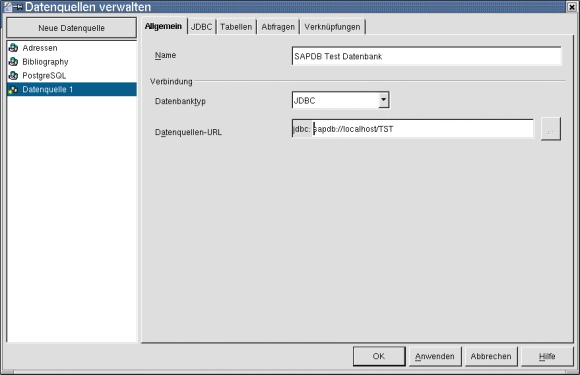 Datenquellen verwalten
Neue Datenquelle
Adressen
Bibliography
PostgreSQL
Datenquelle 1
Allgemein JDBC Tabellen Abfragen Verknüpfungen
Name SAPDB Test Datenbank
Verbindung
Datenbanktyp JDBC
Datenquellen-URL jdbc: sapdb://localhost/TST
...
OK Anwenden Abbrechen Hilfe